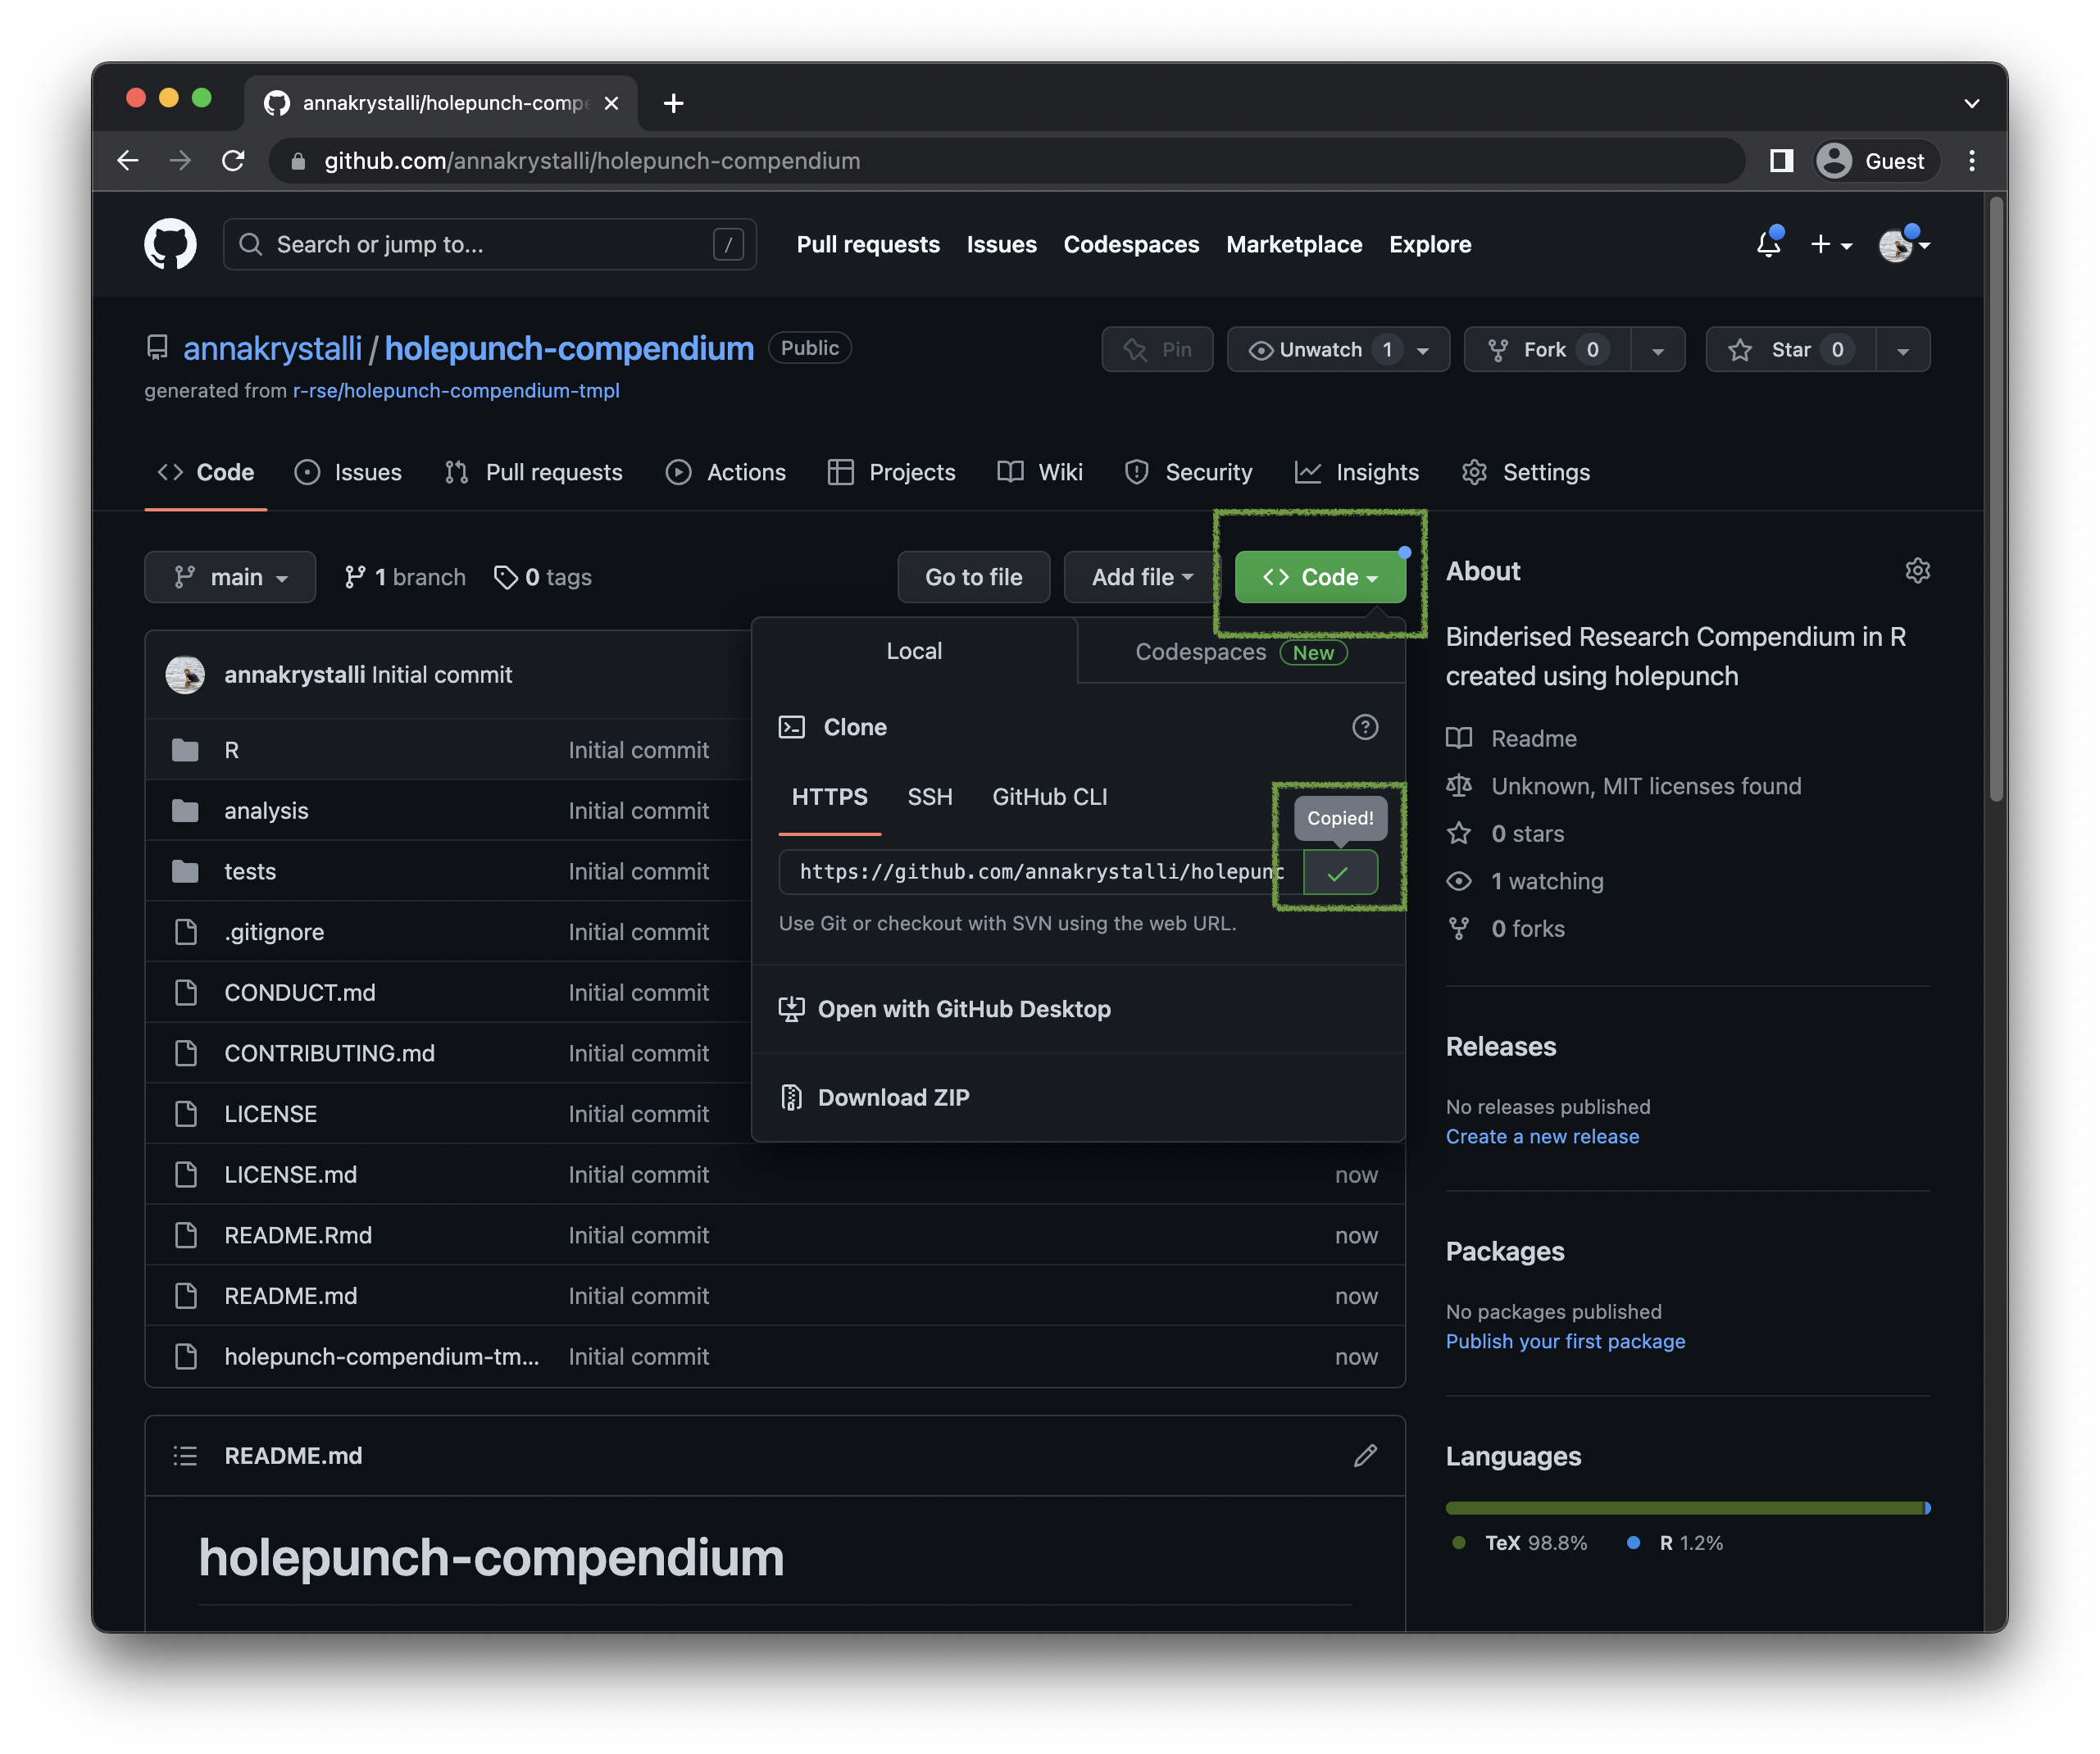 annakrystalli/holepunch-comp
github.com/annakrystalli/holepunch-compendium
Guest
Search or jump to...
/
Pull requests Issues Codespaces Marketplace Explore
annakrystalli / holepunch-compendium Public
Pin
Unwatch 1
Fork 0
Star 0
generated from r-rse/holepunch-compendium-tmpl
Code Issues Pull requests Actions Projects Wiki Security Insights Settings
main
1 branch
0 tags
Go to file
Add file
Code
Local
Codespaces New
Clone
HTTPS SSH GitHub CLI
Copied!
https://github.com/annakrystalli/holepunc
Use Git or checkout with SVN using the web URL.
Open with GitHub Desktop
Download ZIP
annakrystalli Initial commit
R Initial commit
analysis Initial commit
tests Initial commit
.gitignore Initial commit
CONDUCT.md Initial commit
CONTRIBUTING.md Initial commit
LICENSE Initial commit
LICENSE.md Initial commit now
README.Rmd Initial commit now
README.md Initial commit now
holepunch-compendium-tm... Initial commit now
README.md
holepunch-compendium
About
Binderised Research Compendium in R
created using holepunch
Readme
Unknown, MIT licenses found
0 stars
1 watching
0 forks
Releases
No releases published
Create a new release
Packages
No packages published
Publish your first package
Languages
TeX 98.8% R 1.2%